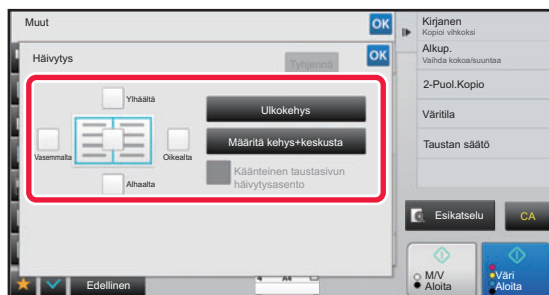 Muut
OK
Häivytys
Tyhjennä
OK
Ylhäältä
Vasemmalta
Oikealta
Alhaalta
Ulkokehys
Määritä kehys+keskusta
Käänteinen taustasivun
häivytysasento
Edellinen
A4
Kirjanen
Kopioi vihkoksi
Alkup.
Vaihda kokoa/suuntaa
2-Puol.Kopio
Väritila
Taustan säätö
Esikatselu
CA
M/V
Aloita
Väri
Aloita